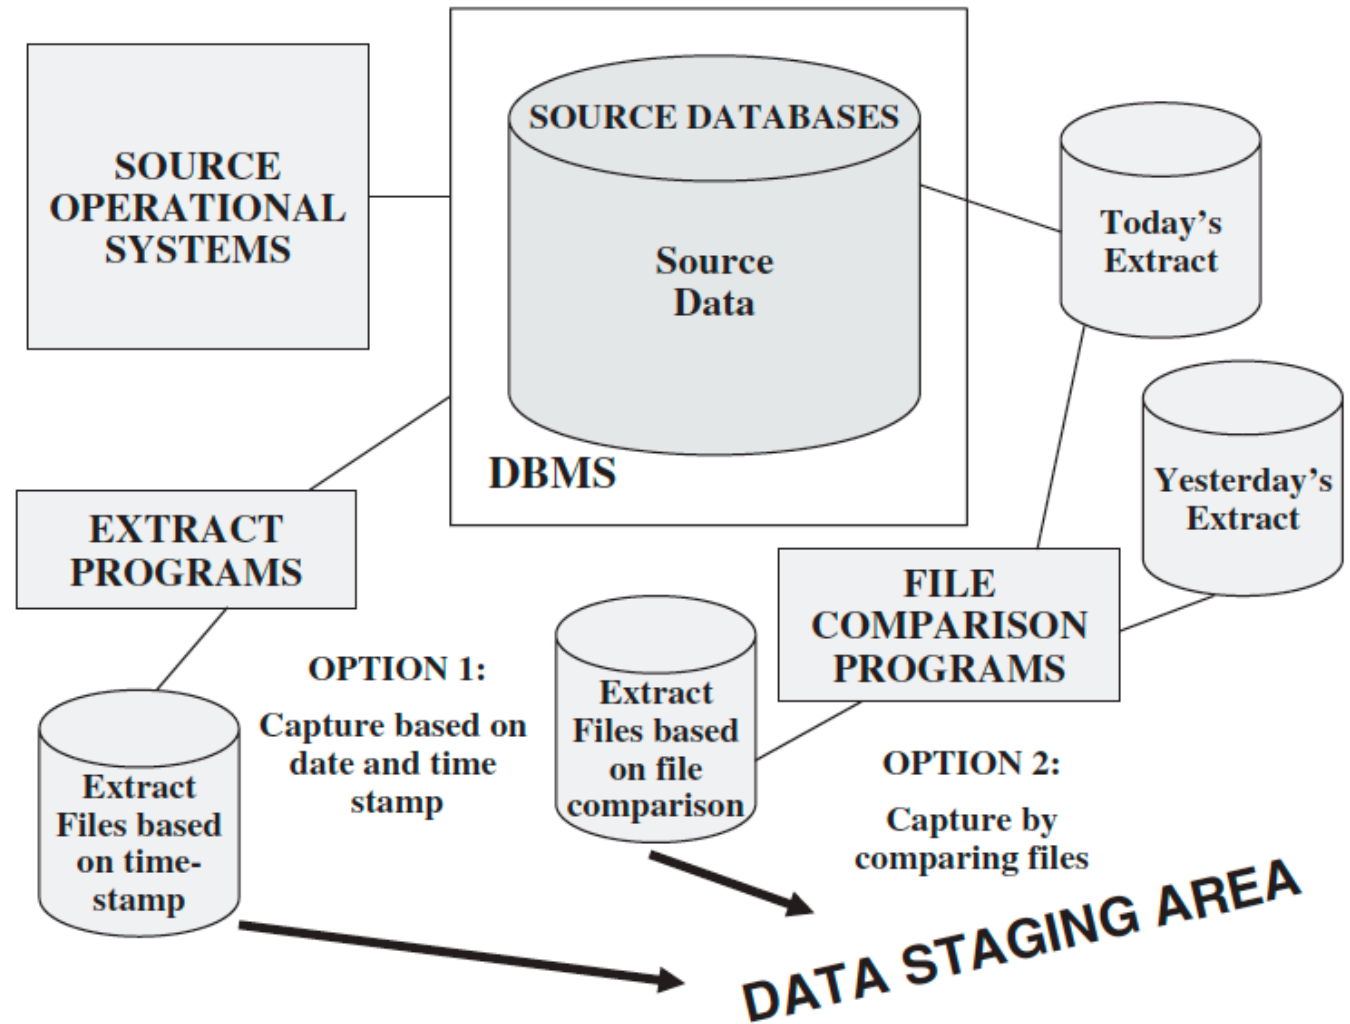 SOURCE
OPERATIONAL
SYSTEMS
SOURCE DATABASES
Source
Data
DBMS
Today's
Extract
Yesterday's
Extract
EXTRACT
PROGRAMS
FILE
COMPARISON
PROGRAMS
OPTION 1:
Capture based on
date and time
stamp
Extract
Files based
on file
comparison
OPTION 2:
Capture by
comparing files
Extract
Files based
on time-
stamp
DATA STAGING AREA